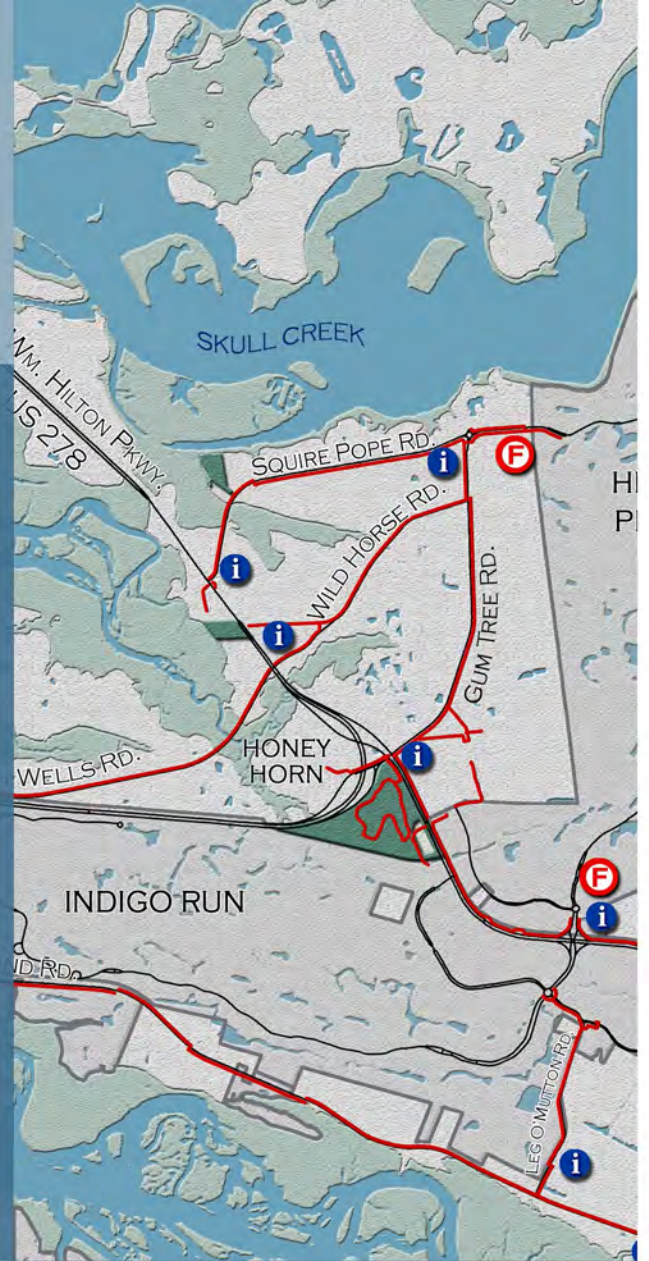 SKULL CREEK
WM. HILTON PKWY.
US 278
SQUIRE POPE RD.
i
F
WILD HORSE RD.
i
i
GUM TREE RD.
HONEY
HORN
i
WELLS RD.
INDIGO RUN
F
i
RD.
LEG O'MUTTON RD.
i